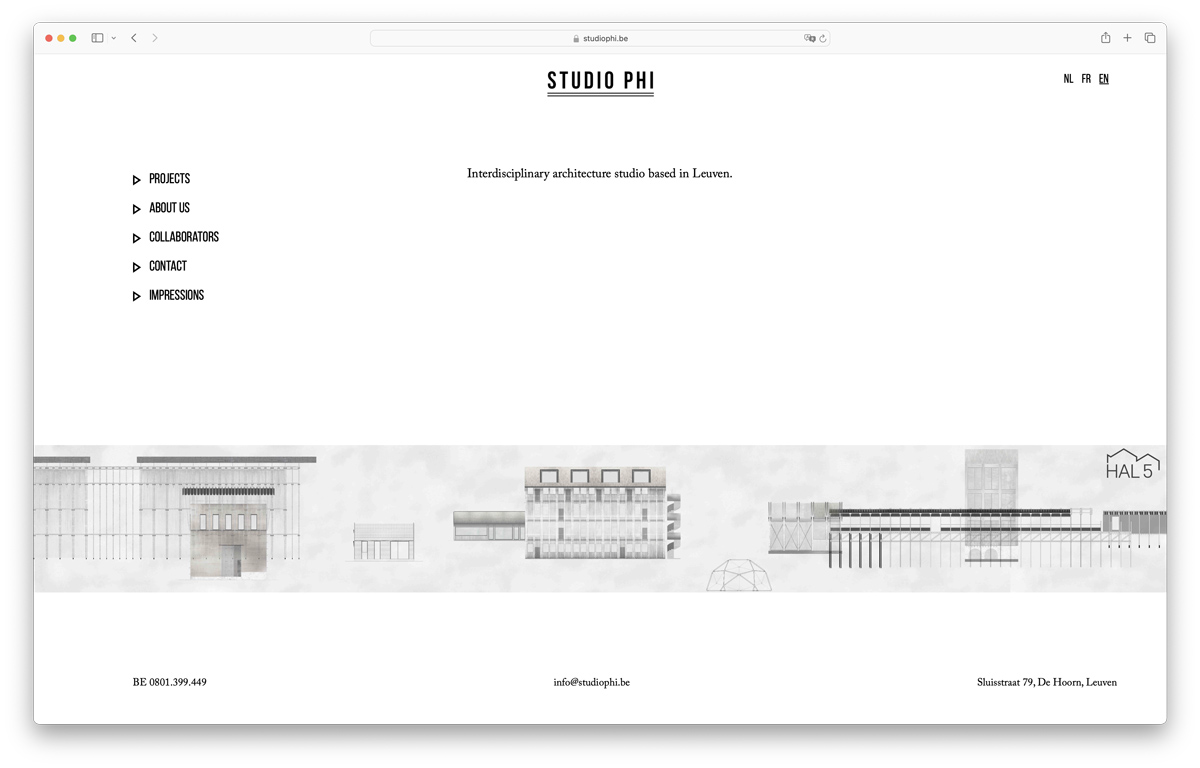 studiophi.be
STUDIO PHI
NL FR EN
PROJECTS
ABOUT US
COLLABORATORS
CONTACT
IMPRESSIONS
Interdisciplinary architecture studio based in Leuven.
HAL 5
BE 0801.399.449
info@studiophi.be
Sluisstraat 79, De Hoorn, Leuven